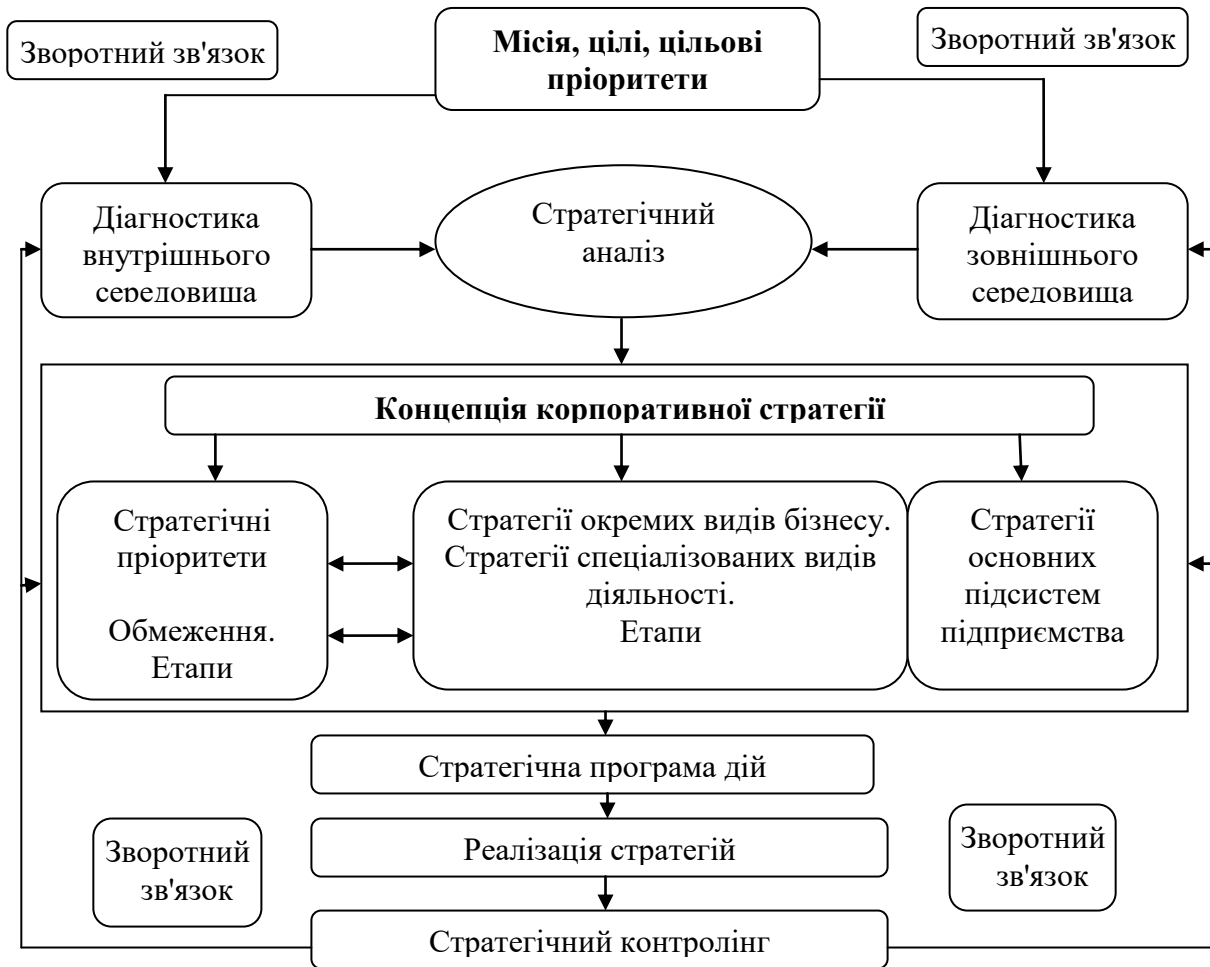 Зворотний зв'язок
Місія, цілі, цільові
пріоритети
Зворотний зв'язок
Діагностика
внутрішнього
середовища
Стратегічний
аналіз
Діагностика
зовнішнього
середовища
Концепція корпоративної стратегії
Стратегічні
пріоритети
Обмеження.
Етапи
Стратегії окремих видів бізнесу.
Стратегії спеціалізованих видів
діяльності.
Етапи
Стратегії
основних
підсистем
підприємства
Стратегічна програма дій
Зворотний
зв'язок
Реалізація стратегій
Зворотний
зв'язок
Стратегічний контролінг